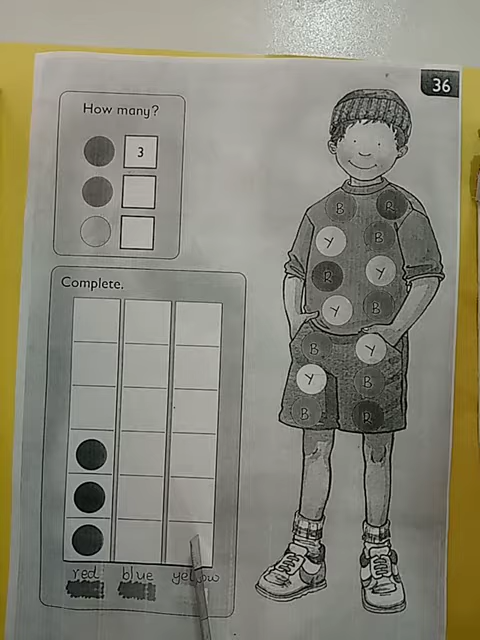 36
How many?
3
Complete.
B R
Y B
R Y
Y B
B Y
Y B
B R
red blue yellow